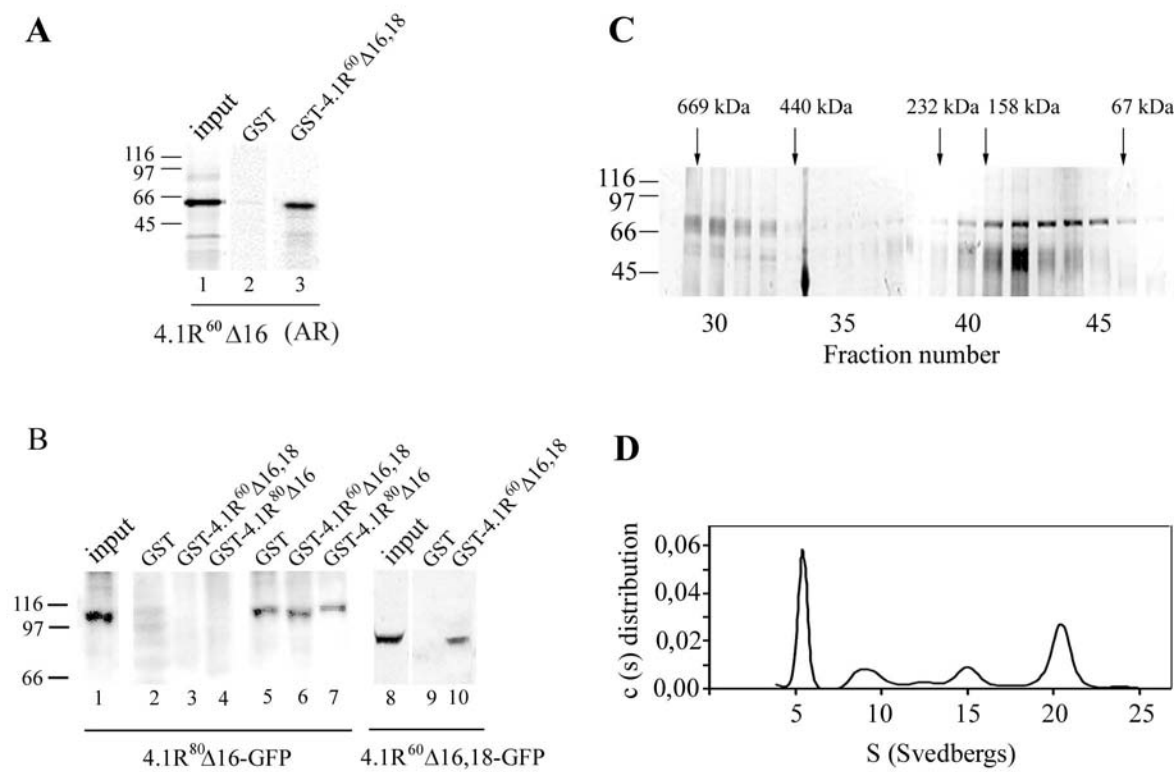 A
input
GST
GST-4.1R⁶⁰Δ16,18
116
97
66
45
1 2 3
4.1R⁶⁰Δ16 (AR)
B
input
GST
GST-4.1R⁶⁰Δ16,18
GST-4.1R⁸⁰Δ16
GST
GST-4.1R⁶⁰Δ16,18
GST-4.1R⁸⁰Δ16
input
GST
GST-4.1R⁶⁰Δ16,18
116
97
66
1 2 3 4 5 6 7 8 9 10
4.1R⁸⁰Δ16-GFP 4.1R⁶⁰Δ16,18-GFP
C
669 kDa 440 kDa 232 kDa 158 kDa 67 kDa
116
97
66
45
30 35 40 45
Fraction number
D
c (s) distribution
0,06
0,04
0,02
0,00
5 10 15 20 25
S (Svedbergs)